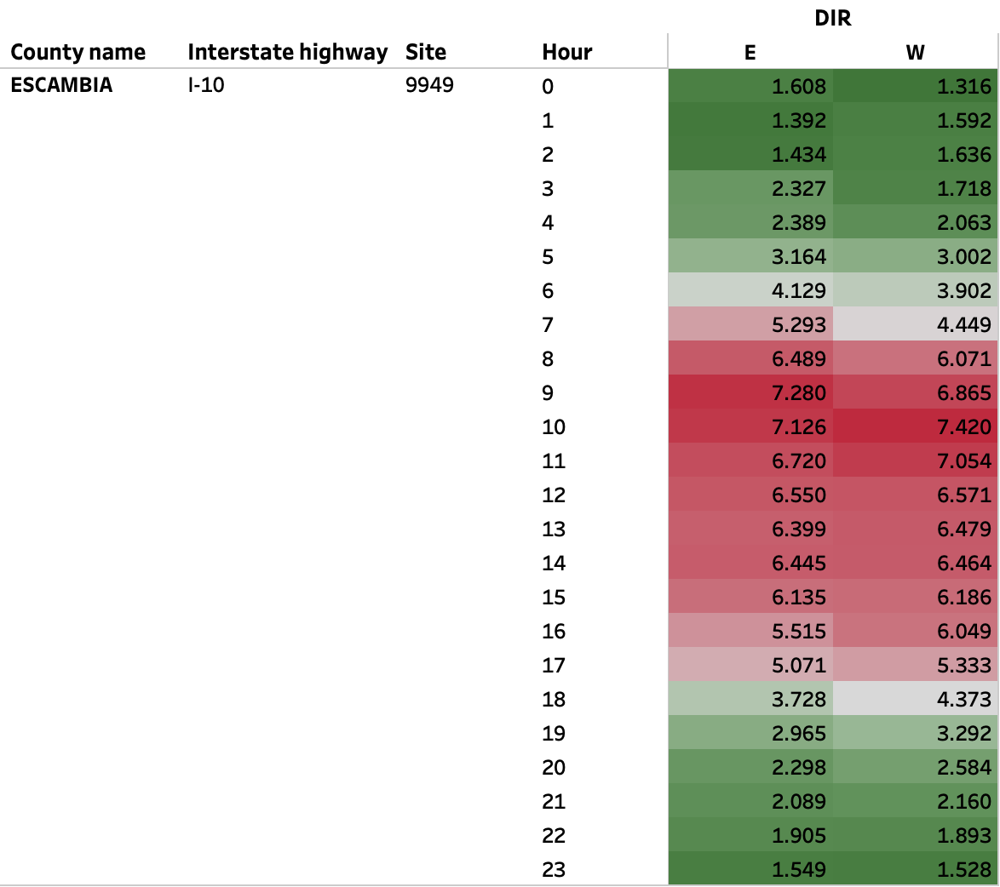 DIR
County name Interstate highway Site Hour E W
ESCAMBIA I-10 9949 0 1.608 1.316
1 1.392 1.592
2 1.434 1.636
3 2.327 1.718
4 2.389 2.063
5 3.164 3.002
6 4.129 3.902
7 5.293 4.449
8 6.489 6.071
9 7.280 6.865
10 7.126 7.420
11 6.720 7.054
12 6.550 6.571
13 6.399 6.479
14 6.445 6.464
15 6.135 6.186
16 5.515 6.049
17 5.071 5.333
18 3.728 4.373
19 2.965 3.292
20 2.298 2.584
21 2.089 2.160
22 1.905 1.893
23 1.549 1.528